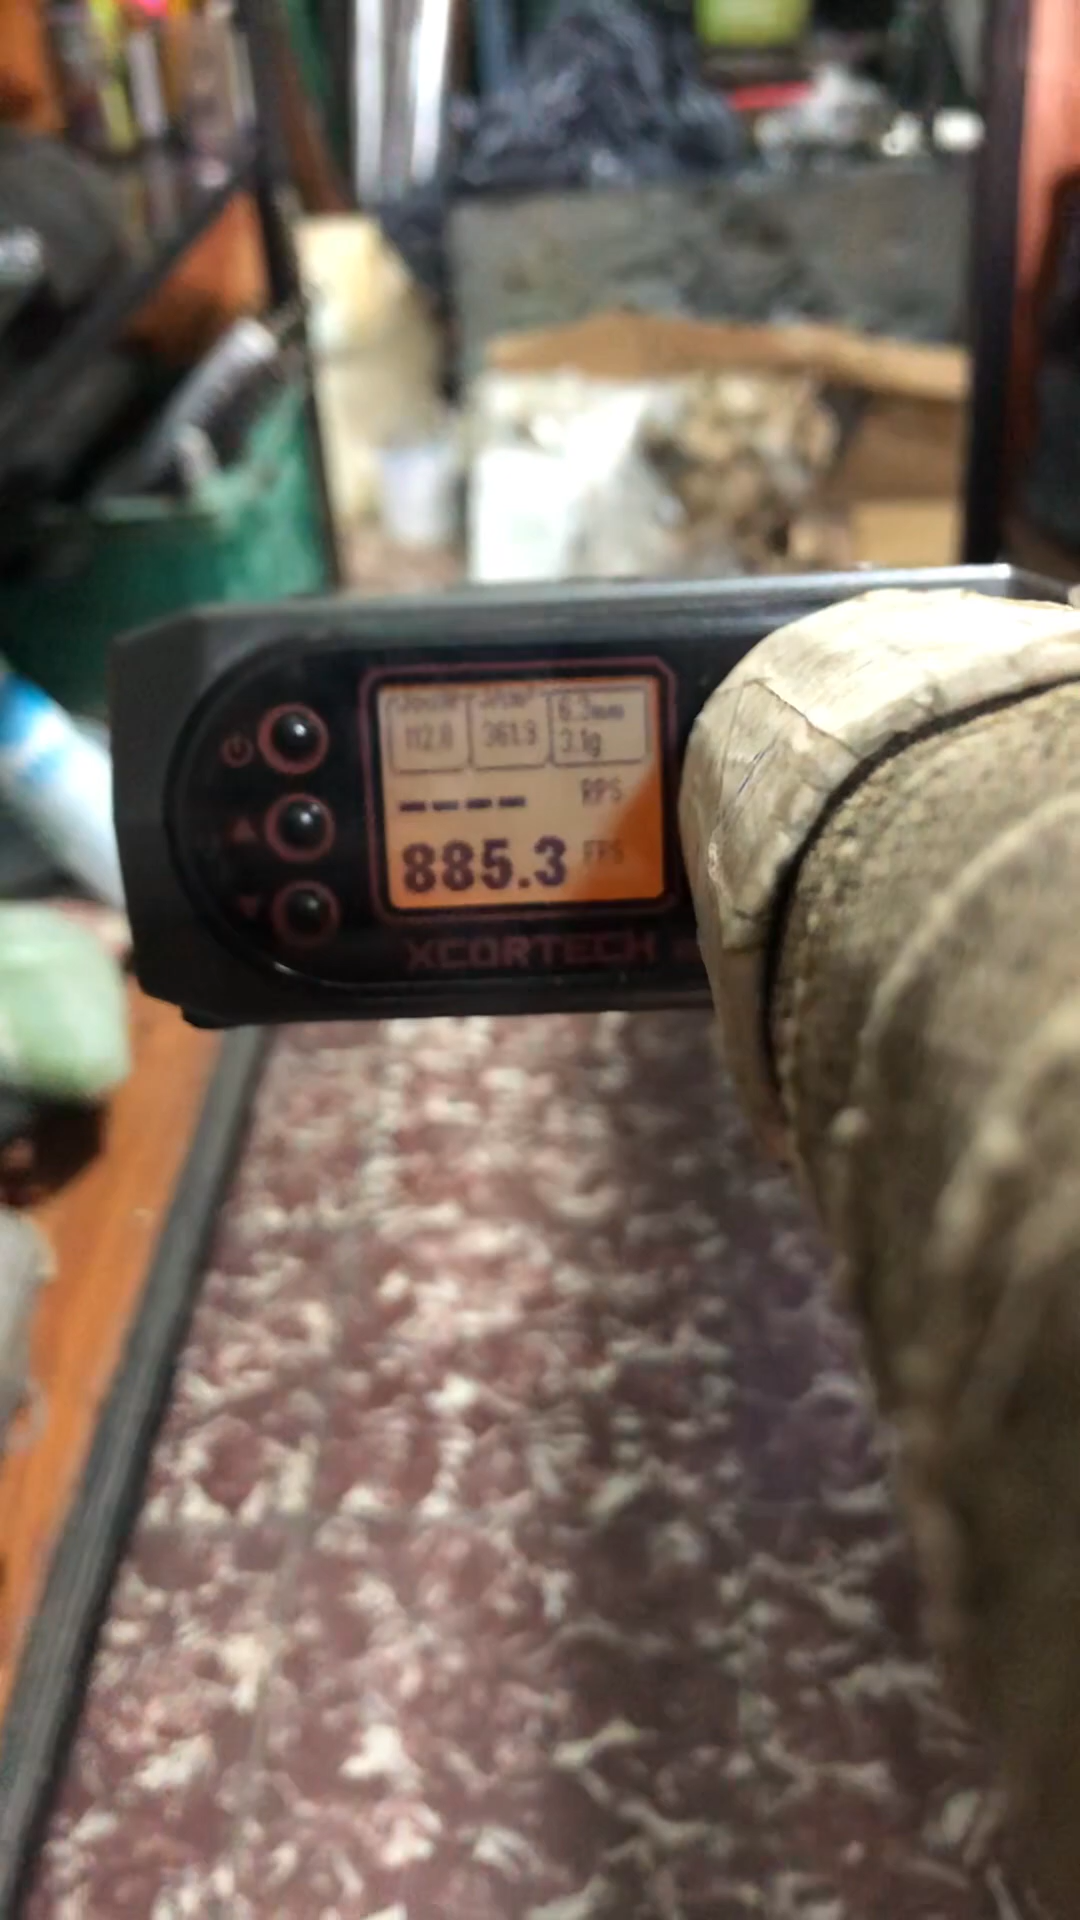 112.8 361.9 6.3mm
3.1g
---- RPS
885.3 FPS
XCORTECH